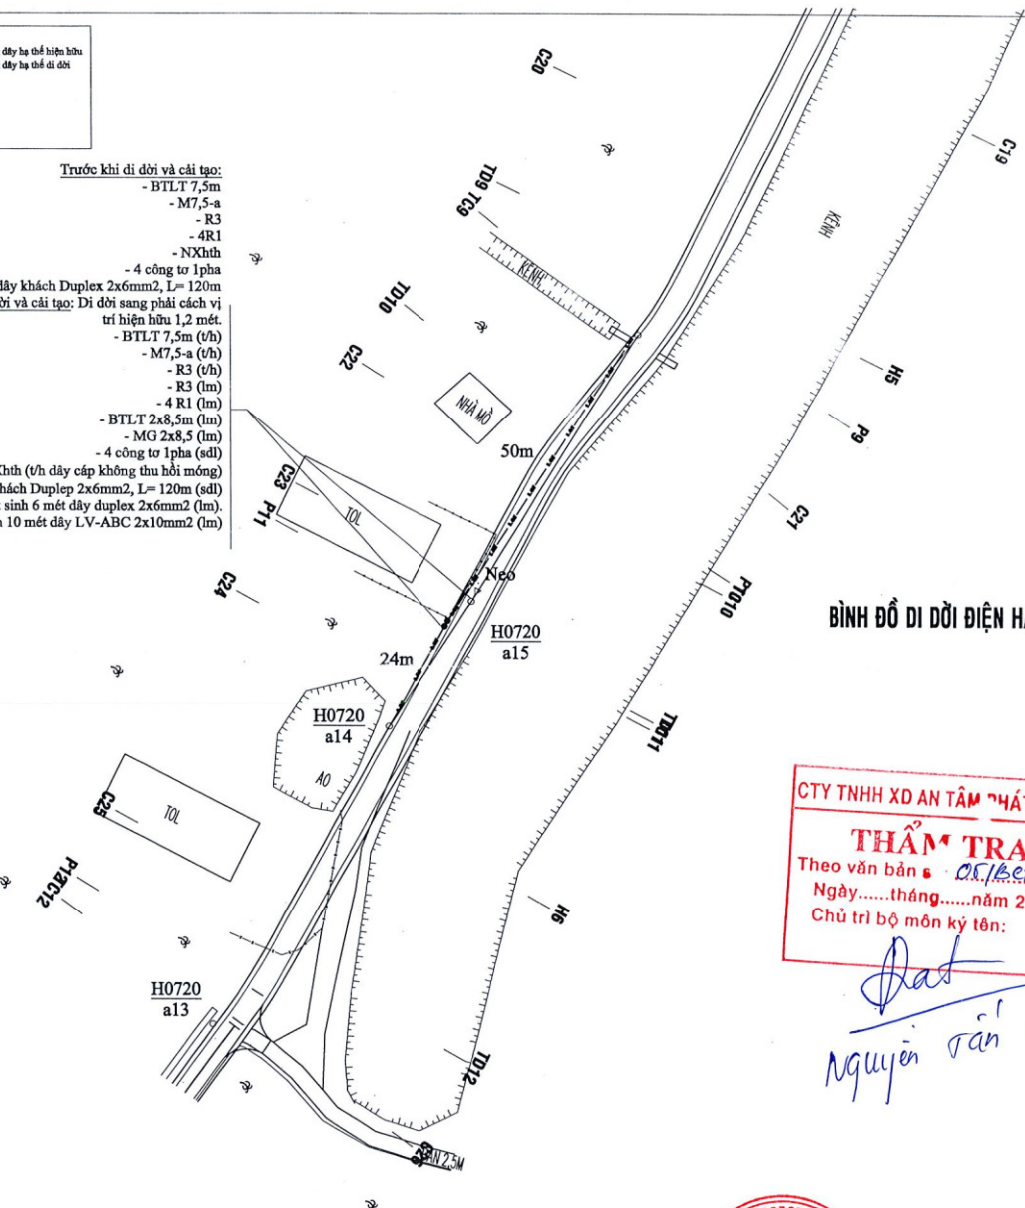 dây hạ thế hiện hữu
dây hạ thế di dời
Trước khi di dời và cải tạo:
- BTLT 7,5m
- M7,5-a
- R3
- 4R1
- NXhth
- 4 công tơ 1pha
dây khách Duplex 2x6mm2, L= 120m
ời và cải tạo: Di dời sang phải cách vị
trí hiện hữu 1,2 mét.
- BTLT 7,5m (t/h)
- M7,5-a (t/h)
- R3 (t/h)
- R3 (lm)
- 4 R1 (lm)
- BTLT 2x8,5m (lm)
- MG 2x8,5 (lm)
- 4 công tơ 1pha (sdl)
Xhth (t/h dây cáp không thu hồi móng)
hách Duplep 2x6mm2, L= 120m (sdl)
sinh 6 mét dây duplex 2x6mm2 (lm).
10 mét dây LV-ABC 2x10mm2 (lm)
C20
C19
TD9
TC9
KÊNH
KÊNH
TD10
C22
H5
NHÀ MỒ
P9
50m
C23
TOL
P11
C21
Neo
C24
PTC10
H0720
a15
BÌNH ĐỒ DI DỜI ĐIỆN HẠ
24m
H0720
a14
AO
C25
TOL
CTY TNHH XD AN TÂM PHÁT
THẨM TRA
Theo văn bản s
Ngày......tháng......năm 2
Chủ trì bộ môn ký tên:
Đạt
Nguyễn Tấn
H6
H0720
a13
TD12
C26
2,5M